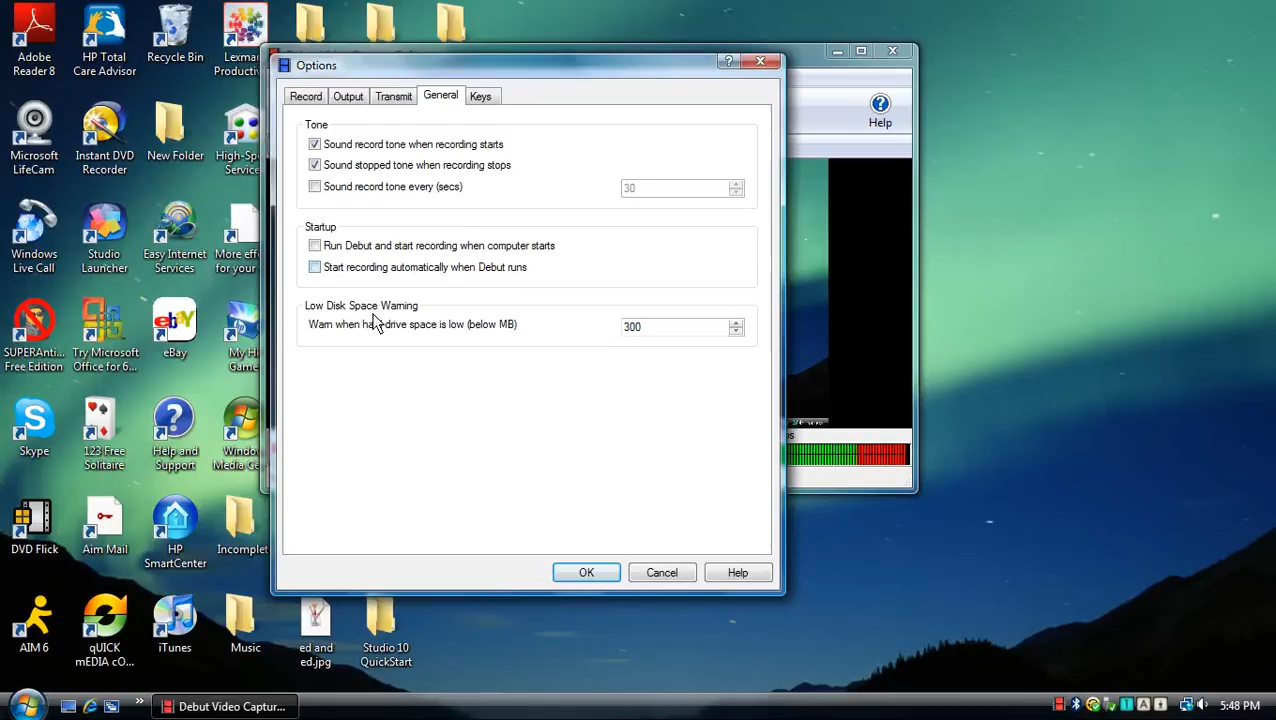 Options
Record
Output
Transmit
General
Keys
Tone
Sound record tone when recording starts
Sound stopped tone when recording stops
Sound record tone every (secs)
30
Startup
Run Debut and start recording when computer starts
Start recording automatically when Debut runs
Low Disk Space Warning
Warn when drive space is low (below MB)
300
OK
Cancel
Help
Help
Adobe
Reader 8
HP Total
Care Advisor
Recycle Bin
Lexmar
Producti
Microsoft
LifeCam
Instant DVD
Recorder
New Folder
High-Sp
Service
Windows
Live Call
Studio
Launcher
Easy Internet
Services
More effi
for your
SUPERAnti...
Free Edition
Try Microsoft
Office for 6...
eBay
My H
Game
Skype
123 Free
Solitaire
Help and
Support
Window
Media Ce
DVD Flick
Aim Mail
HP
SmartCenter
Incomplet
AIM 6
qUICK
mEDIA cO...
iTunes
Music
ed and
ed.jpg
Studio 10
QuickStart
Debut Video Captur...
5:48 PM